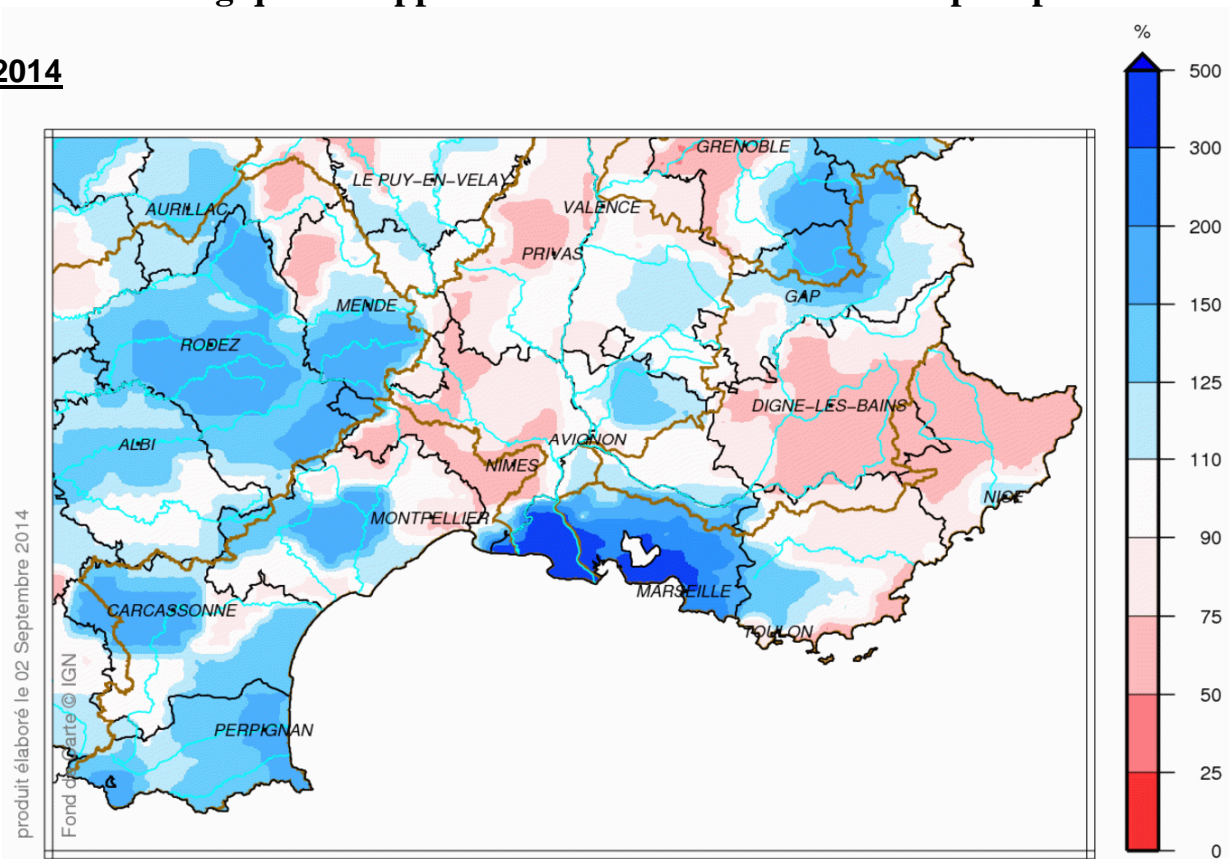 2014
%
500
300
200
150
125
110
90
75
50
25
0
GRENOBLE
LE PUY-EN-VELAY
AURILLAC
VALENCE
PRIVAS
GAP
MENDE
RODEZ
DIGNE-LES-BAINS
ALBI
AVIGNON
NIMES
NICE
MONTPELLIER
MARSEILLE
CARCASSONNE
TOULON
PERPIGNAN
produit élaboré le 02 Septembre 2014
Fond de carte © IGN